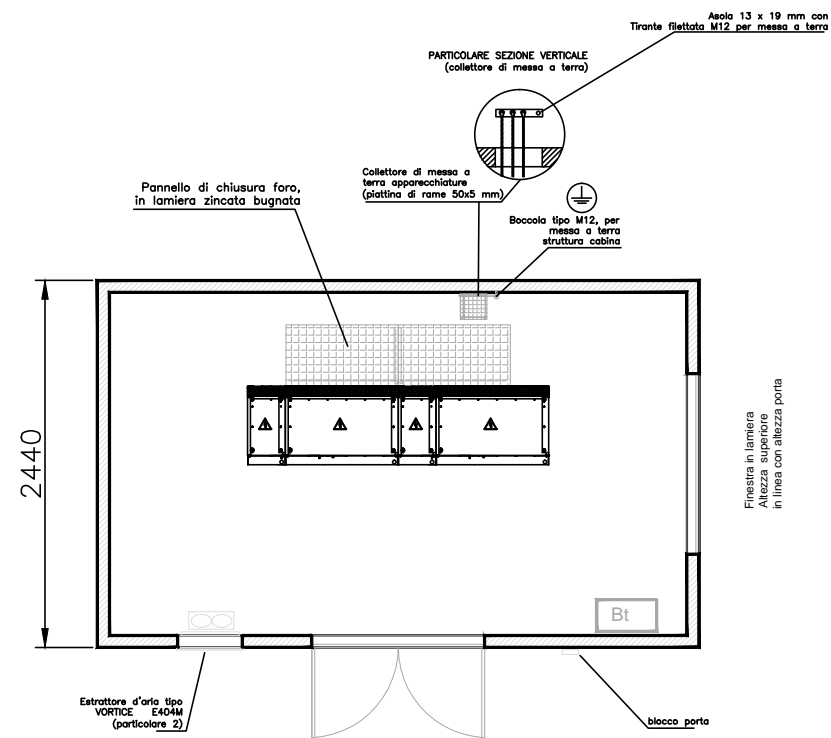 Asola 13 x 19 mm con
Tirante filettata M12 per messa a terra
PARTICOLARE SEZIONE VERTICALE
(collettore di messa a terra)
Collettore di messa a
terra apparecchiature
(piattina di rame 50x5 mm)
Pannello di chiusura foro,
in lamiera zincata bugnata
Boccola tipo M12, per
messa a terra
struttura cabina
2440
Finestra in lamiera
Altezza superiore
in linea con altezza porta
Bt
Estrattore d'aria tipo
VORTICE E404M
(particolare 2)
blocco porta